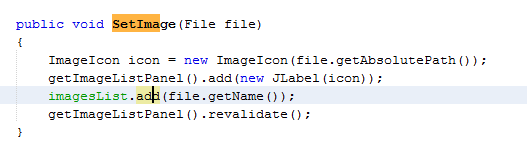 public void SetImage(File file)
{
ImageIcon icon = new ImageIcon(file.getAbsolutePath());
getImageListPanel().add(new JLabel(icon));
imagesList.add(file.getName());
getImageListPanel().revalidate();
}